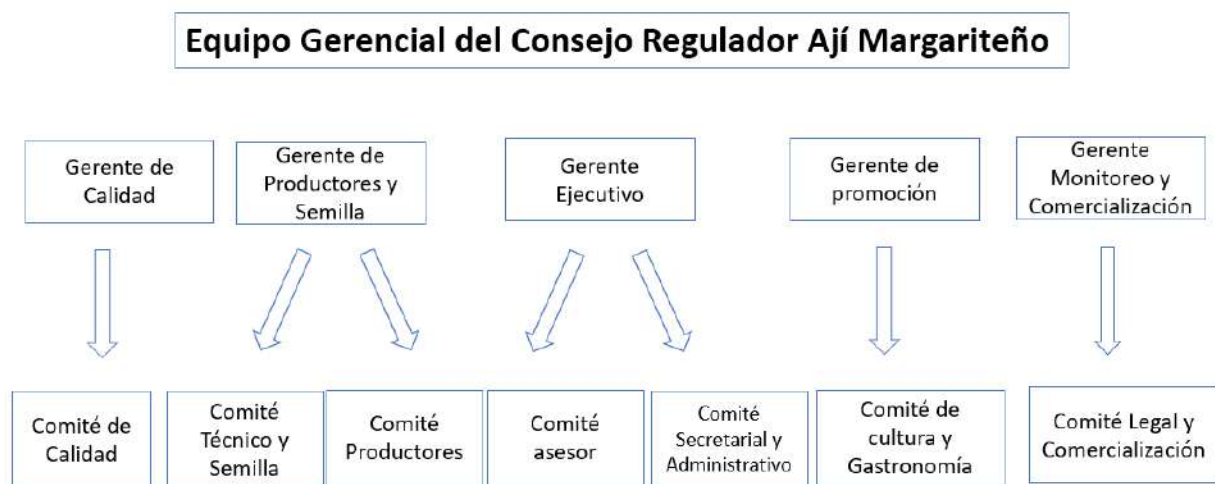 Equipo Gerencial del Consejo Regulador Ají Margariteño
Gerente de
Calidad
Gerente de
Productores y
Semilla
Gerente
Ejecutivo
Gerente de
promoción
Gerente
Monitoreo y
Comercialización
Comité de
Calidad
Comité
Técnico y
Semilla
Comité
Productores
Comité
asesor
Comité
Secretarial y
Administrativo
Comité de
cultura y
Gastronomía
Comité Legal y
Comercialización